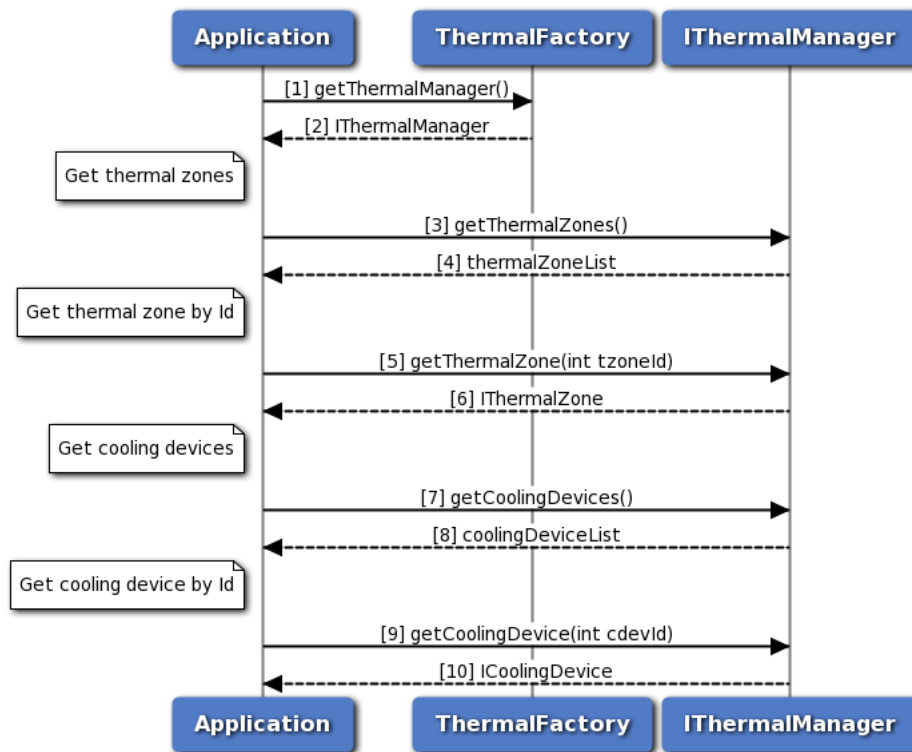 Application
ThermalFactory
IThermalManager
[1] getThermalManager()
[2] IThermalManager
Get thermal zones
[3] getThermalZones()
[4] thermalZoneList
Get thermal zone by Id
[5] getThermalZone(int tzoneId)
[6] IThermalZone
Get cooling devices
[7] getCoolingDevices()
[8] coolingDeviceList
Get cooling device by Id
[9] getCoolingDevice(int cdevId)
[10] ICoolingDevice
Application
ThermalFactory
IThermalManager